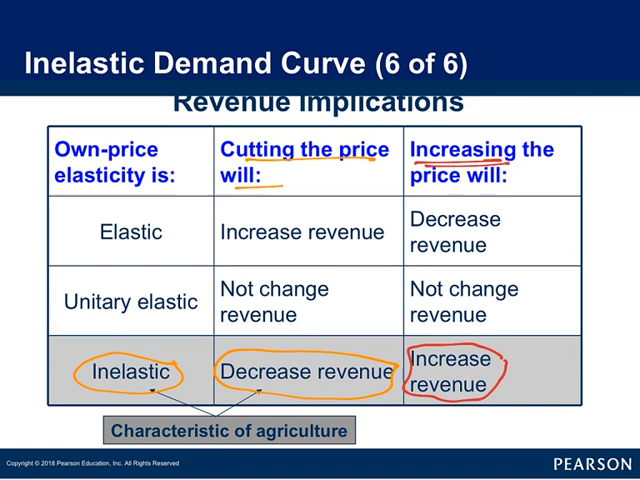 Inelastic Demand Curve (6 of 6)
Revenue Implications
Own-price elasticity is:
Cutting the price will:
Increasing the price will:
Elastic
Increase revenue
Decrease revenue
Unitary elastic
Not change revenue
Not change revenue
Inelastic
Decrease revenue
Increase revenue
Characteristic of agriculture
Copyright © 2018 Pearson Education, Inc. All Rights Reserved
PEARSON